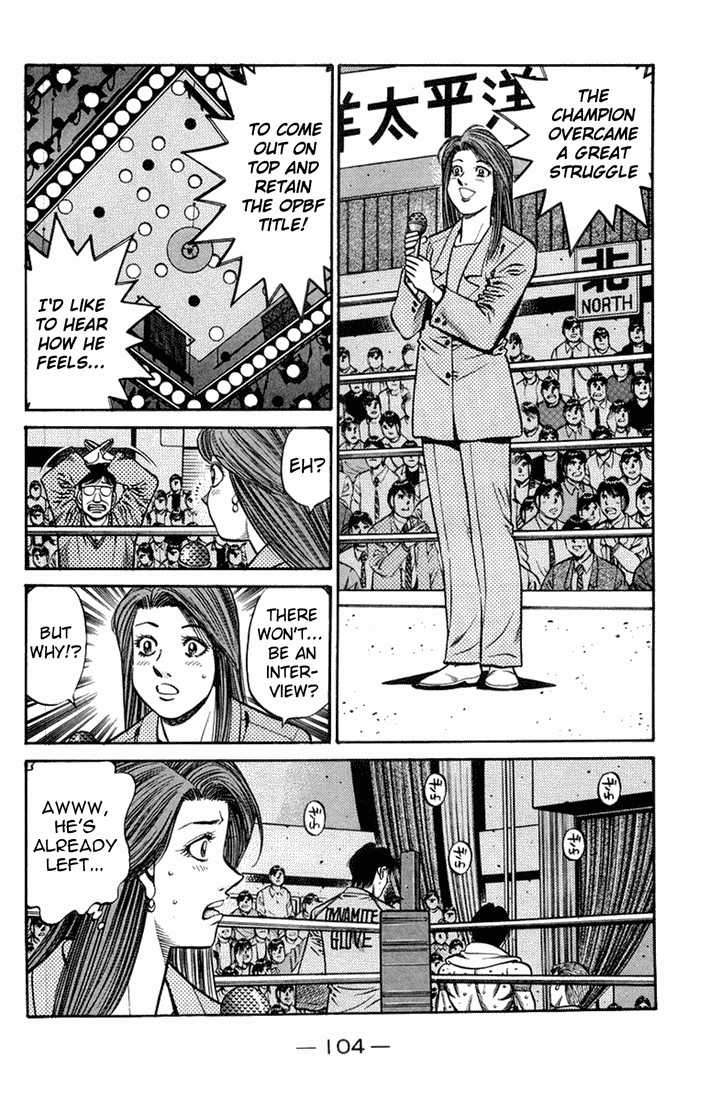 洋太平洋
THE
CHAMPION
OVERCAME
A GREAT
STRUGGLE
北
NORTH
TO COME
OUT ON
TOP AND
RETAIN
THE OPBF
TITLE!
I'D LIKE
TO HEAR
HOW HE
FEELS...
EH?
THERE
WON'T...
BE AN
INTER-
VIEW?
BUT
WHY!?
AWWW,
HE'S
ALREADY
LEFT...
DYNAMITE
GLOVE
— 104 —